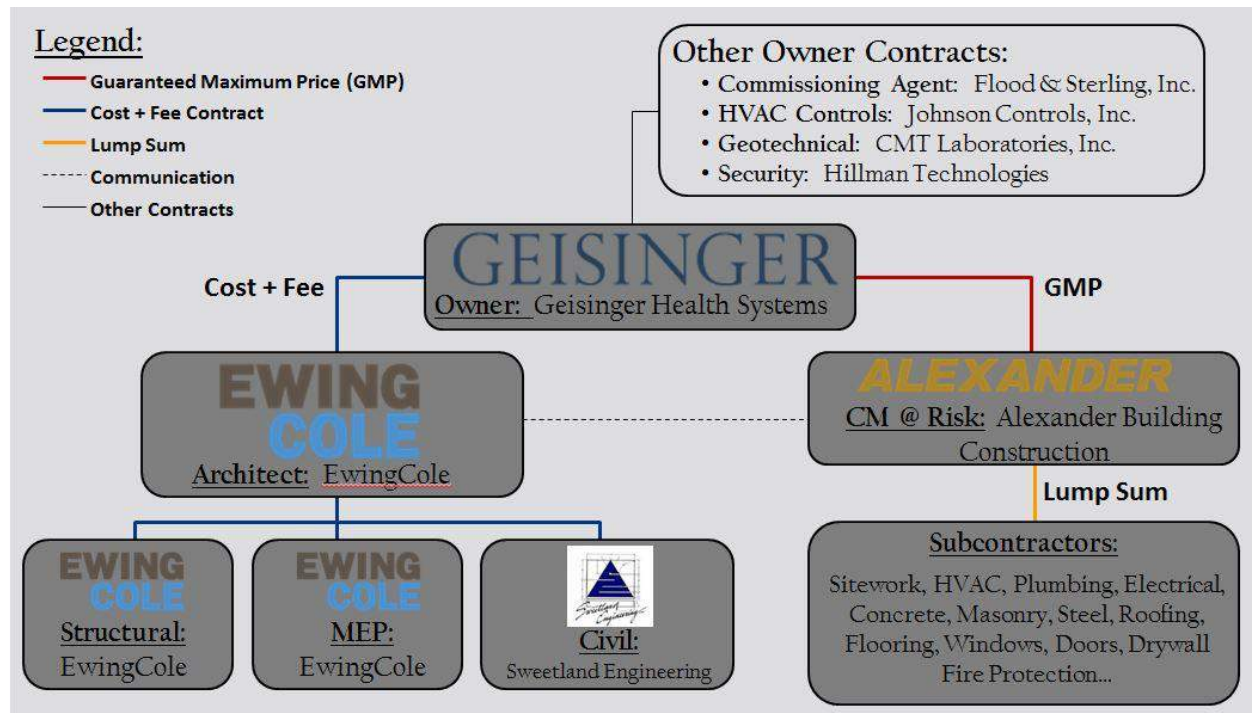 Legend:
Guaranteed Maximum Price (GMP)
Cost + Fee Contract
Lump Sum
Communication
Other Contracts
Other Owner Contracts:
• Commissioning Agent: Flood & Sterling, Inc.
• HVAC Controls: Johnson Controls, Inc.
• Geotechnical: CMT Laboratories, Inc.
• Security: Hillman Technologies
GEISINGER
Owner: Geisinger Health Systems
Cost + Fee
GMP
EWING
COLE
Architect: EwingCole
ALEXANDER
CM @ Risk: Alexander Building
Construction
Lump Sum
EWING
COLE
Structural:
EwingCole
EWING
COLE
MEP:
EwingCole
Sweetland
Engineering
Civil:
Sweetland Engineering
Subcontractors:
Sitework, HVAC, Plumbing, Electrical,
Concrete, Masonry, Steel, Roofing,
Flooring, Windows, Doors, Drywall
Fire Protection...